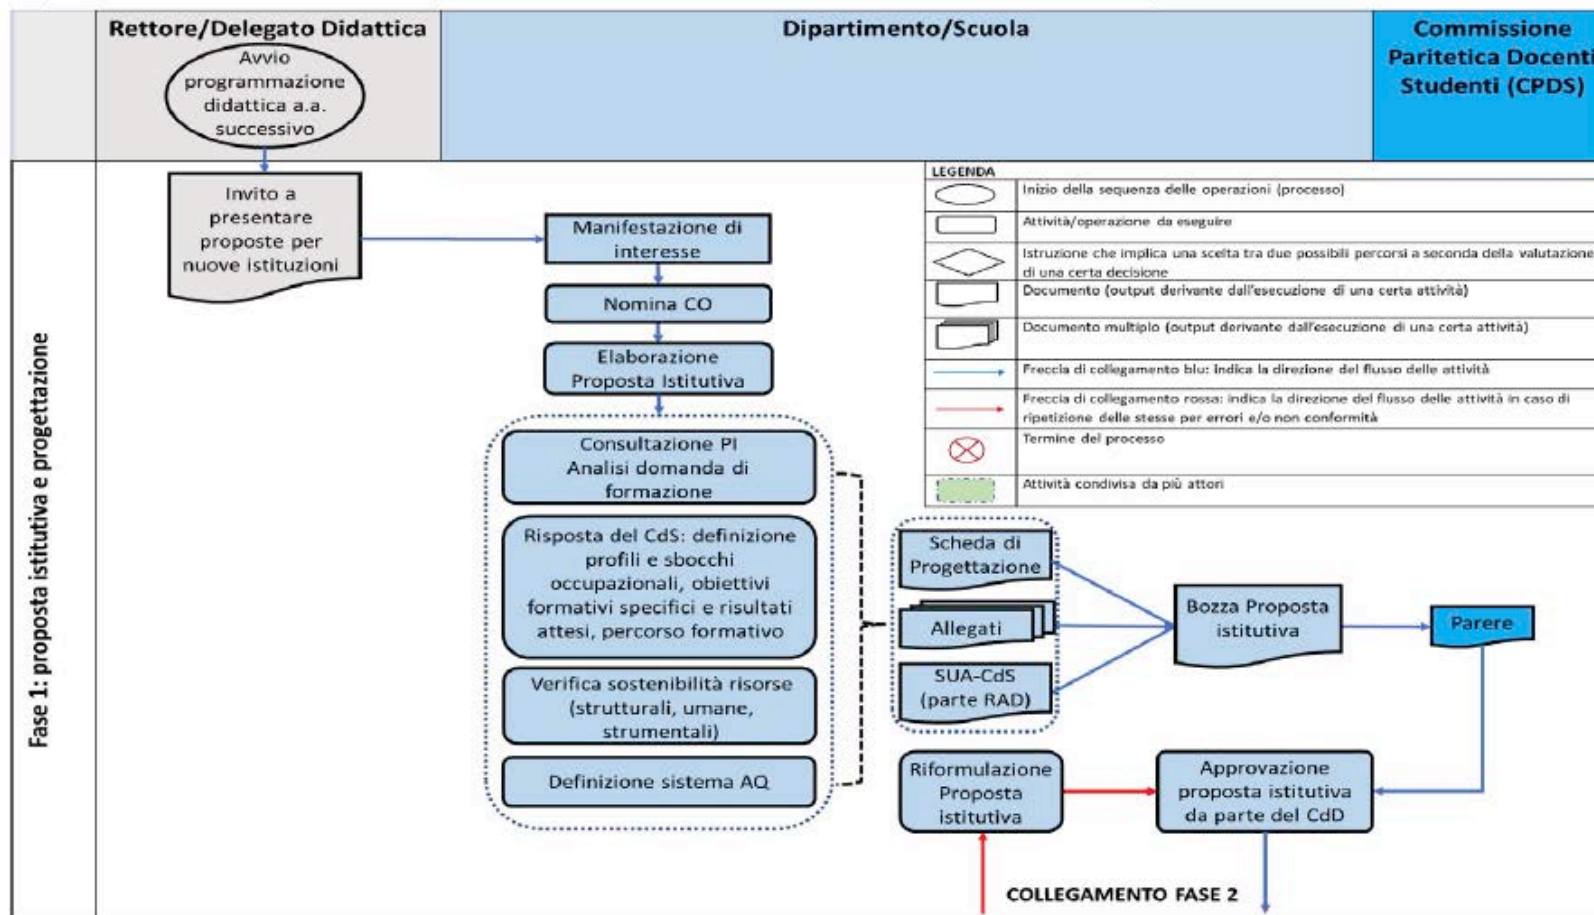 Rettore/Delegato Didattica
Dipartimento/Scuola
Commissione
Paritetica Docenti
Studenti (CPDS)
Avvio
programmazione
didattica a.a.
successivo
Fase 1: proposta istitutiva e progettazione
Invito a
presentare
proposte per
nuove istituzioni
Manifestazione di
interesse
Nomina CO
Elaborazione
Proposta Istitutiva
Consultazione PI
Analisi domanda di
formazione
Risposta del CdS: definizione
profili e sbocchi
occupazionali, obiettivi
formativi specifici e risultati
attesi, percorso formativo
Verifica sostenibilità risorse
(strutturali, umane,
strumentali)
Definizione sistema AQ
LEGENDA
Inizio della sequenza delle operazioni (processo)
Attività/operazione da eseguire
Istruzione che implica una scelta tra due possibili percorsi a seconda della valutazione
di una certa decisione
Documento (output derivante dall'esecuzione di una certa attività)
Documento multiplo (output derivante dall'esecuzione di una certa attività)
Freccia di collegamento blu: indica la direzione del flusso delle attività
Freccia di collegamento rossa: indica la direzione del flusso delle attività in caso di
ripetizione delle stesse per errori e/o non conformità
Termine del processo
Attività condivisa da più attori
Scheda di
Progettazione
Allegati
SUA-CdS
(parte RAD)
Bozza Proposta
istitutiva
Parere
Riformulazione
Proposta
istitutiva
Approvazione
proposta istitutiva
da parte del CdD
COLLEGAMENTO FASE 2